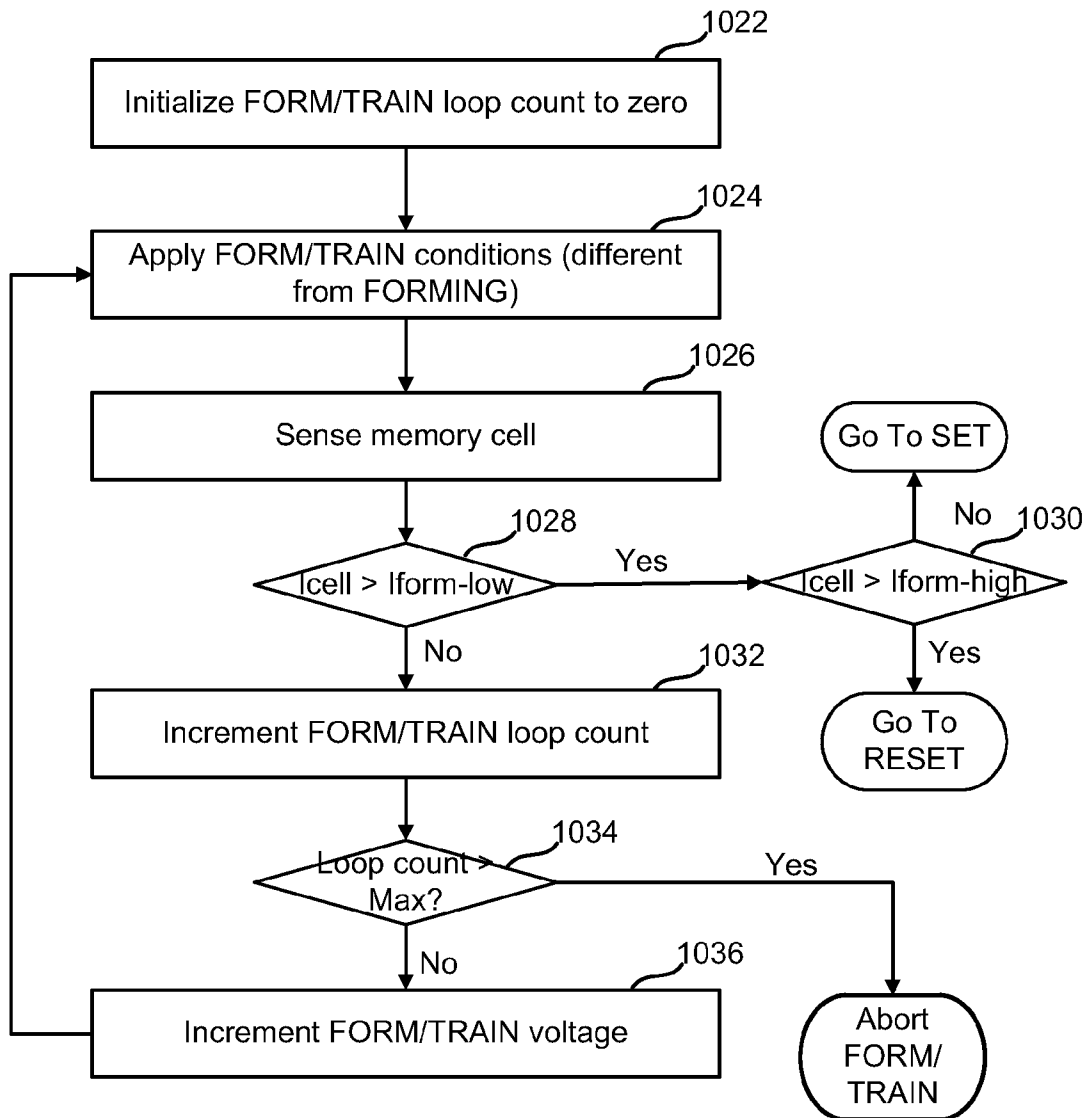 1022
Initialize FORM/TRAIN loop count to zero
1024
Apply FORM/TRAIN conditions (different
from FORMING)
1026
Sense memory cell
Go To SET
1028
No
1030
Icell > Iform-low
Yes
Icell > Iform-high
No
Yes
1032
Increment FORM/TRAIN loop count
Go To
RESET
1034
Loop count >
Max?
Yes
No
1036
Increment FORM/TRAIN voltage
Abort
FORM/
TRAIN